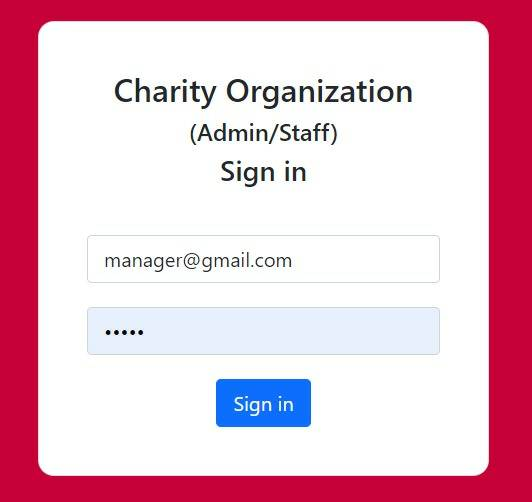 Charity Organization
(Admin/Staff)
Sign in
manager@gmail.com
•••••
Sign in